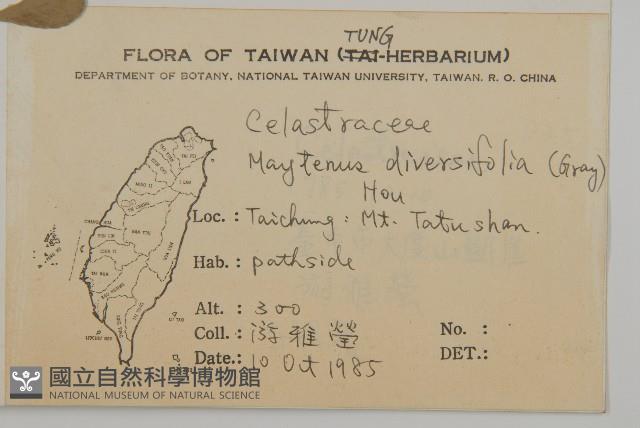 TUNG
FLORA OF TAIWAN (TAI-HERBARIUM)
DEPARTMENT OF BOTANY, NATIONAL TAIWAN UNIVERSITY, TAIWAN, R. O. CHINA
Celastraceae
Maytenus diversifolia (Gray)
Hou
Loc. : Taichung : Mt. Tatushan.
Hab. : pathside
Alt. : 300
Coll. : 游雅瑩
No. :
Date.: 10 Oct 1985
DET.:
國立自然科學博物館
NATIONAL MUSEUM OF NATURAL SCIENCE